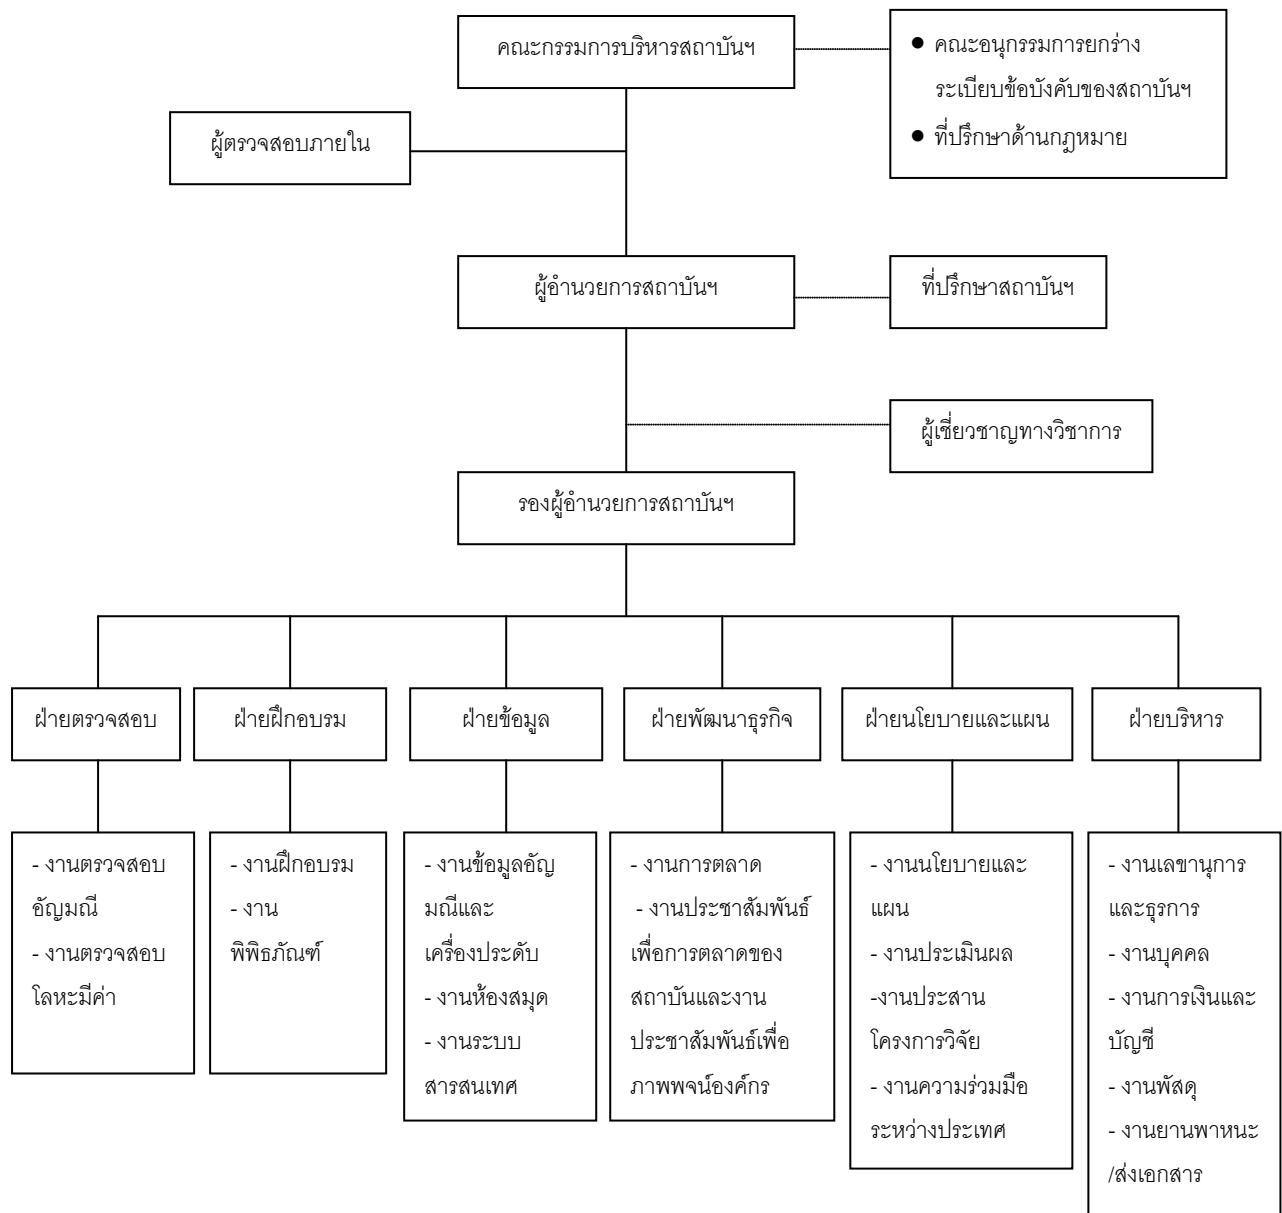 คณะกรรมการบริหารสถาบันฯ
● คณะอนุกรรมการยกร่าง
ระเบียบข้อบังคับของสถาบันฯ
● ที่ปรึกษาด้านกฎหมาย
ผู้ตรวจสอบภายใน
ผู้อำนวยการสถาบันฯ
ที่ปรึกษาสถาบันฯ
ผู้เชี่ยวชาญทางวิชาการ
รองผู้อำนวยการสถาบันฯ
ฝ่ายตรวจสอบ
ฝ่ายฝึกอบรม
ฝ่ายข้อมูล
ฝ่ายพัฒนาธุรกิจ
ฝ่ายนโยบายและแผน
ฝ่ายบริหาร
- งานตรวจสอบ
อัญมณี
- งานตรวจสอบ
โลหะมีค่า
- งานฝึกอบรม
- งาน
พิพิธภัณฑ์
- งานข้อมูลอัญ
มณีและ
เครื่องประดับ
- งานห้องสมุด
- งานระบบ
สารสนเทศ
- งานการตลาด
- งานประชาสัมพันธ์
เพื่อการตลาดของ
สถาบันและงาน
ประชาสัมพันธ์เพื่อ
ภาพพจน์องค์กร
- งานนโยบายและ
แผน
- งานประเมินผล
-งานประสาน
โครงการวิจัย
- งานความร่วมมือ
ระหว่างประเทศ
- งานเลขานุการ
และธุรการ
- งานบุคคล
- งานการเงินและ
บัญชี
- งานพัสดุ
- งานยานพาหนะ
/ส่งเอกสาร